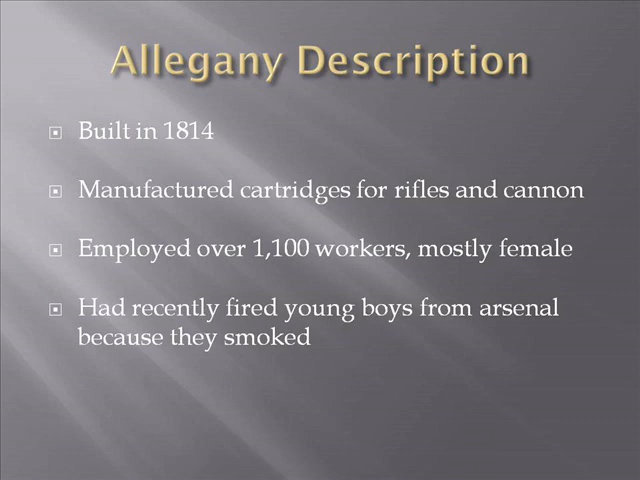 Allegany Description
Built in 1814
Manufactured cartridges for rifles and cannon
Employed over 1,100 workers, mostly female
Had recently fired young boys from arsenal
because they smoked